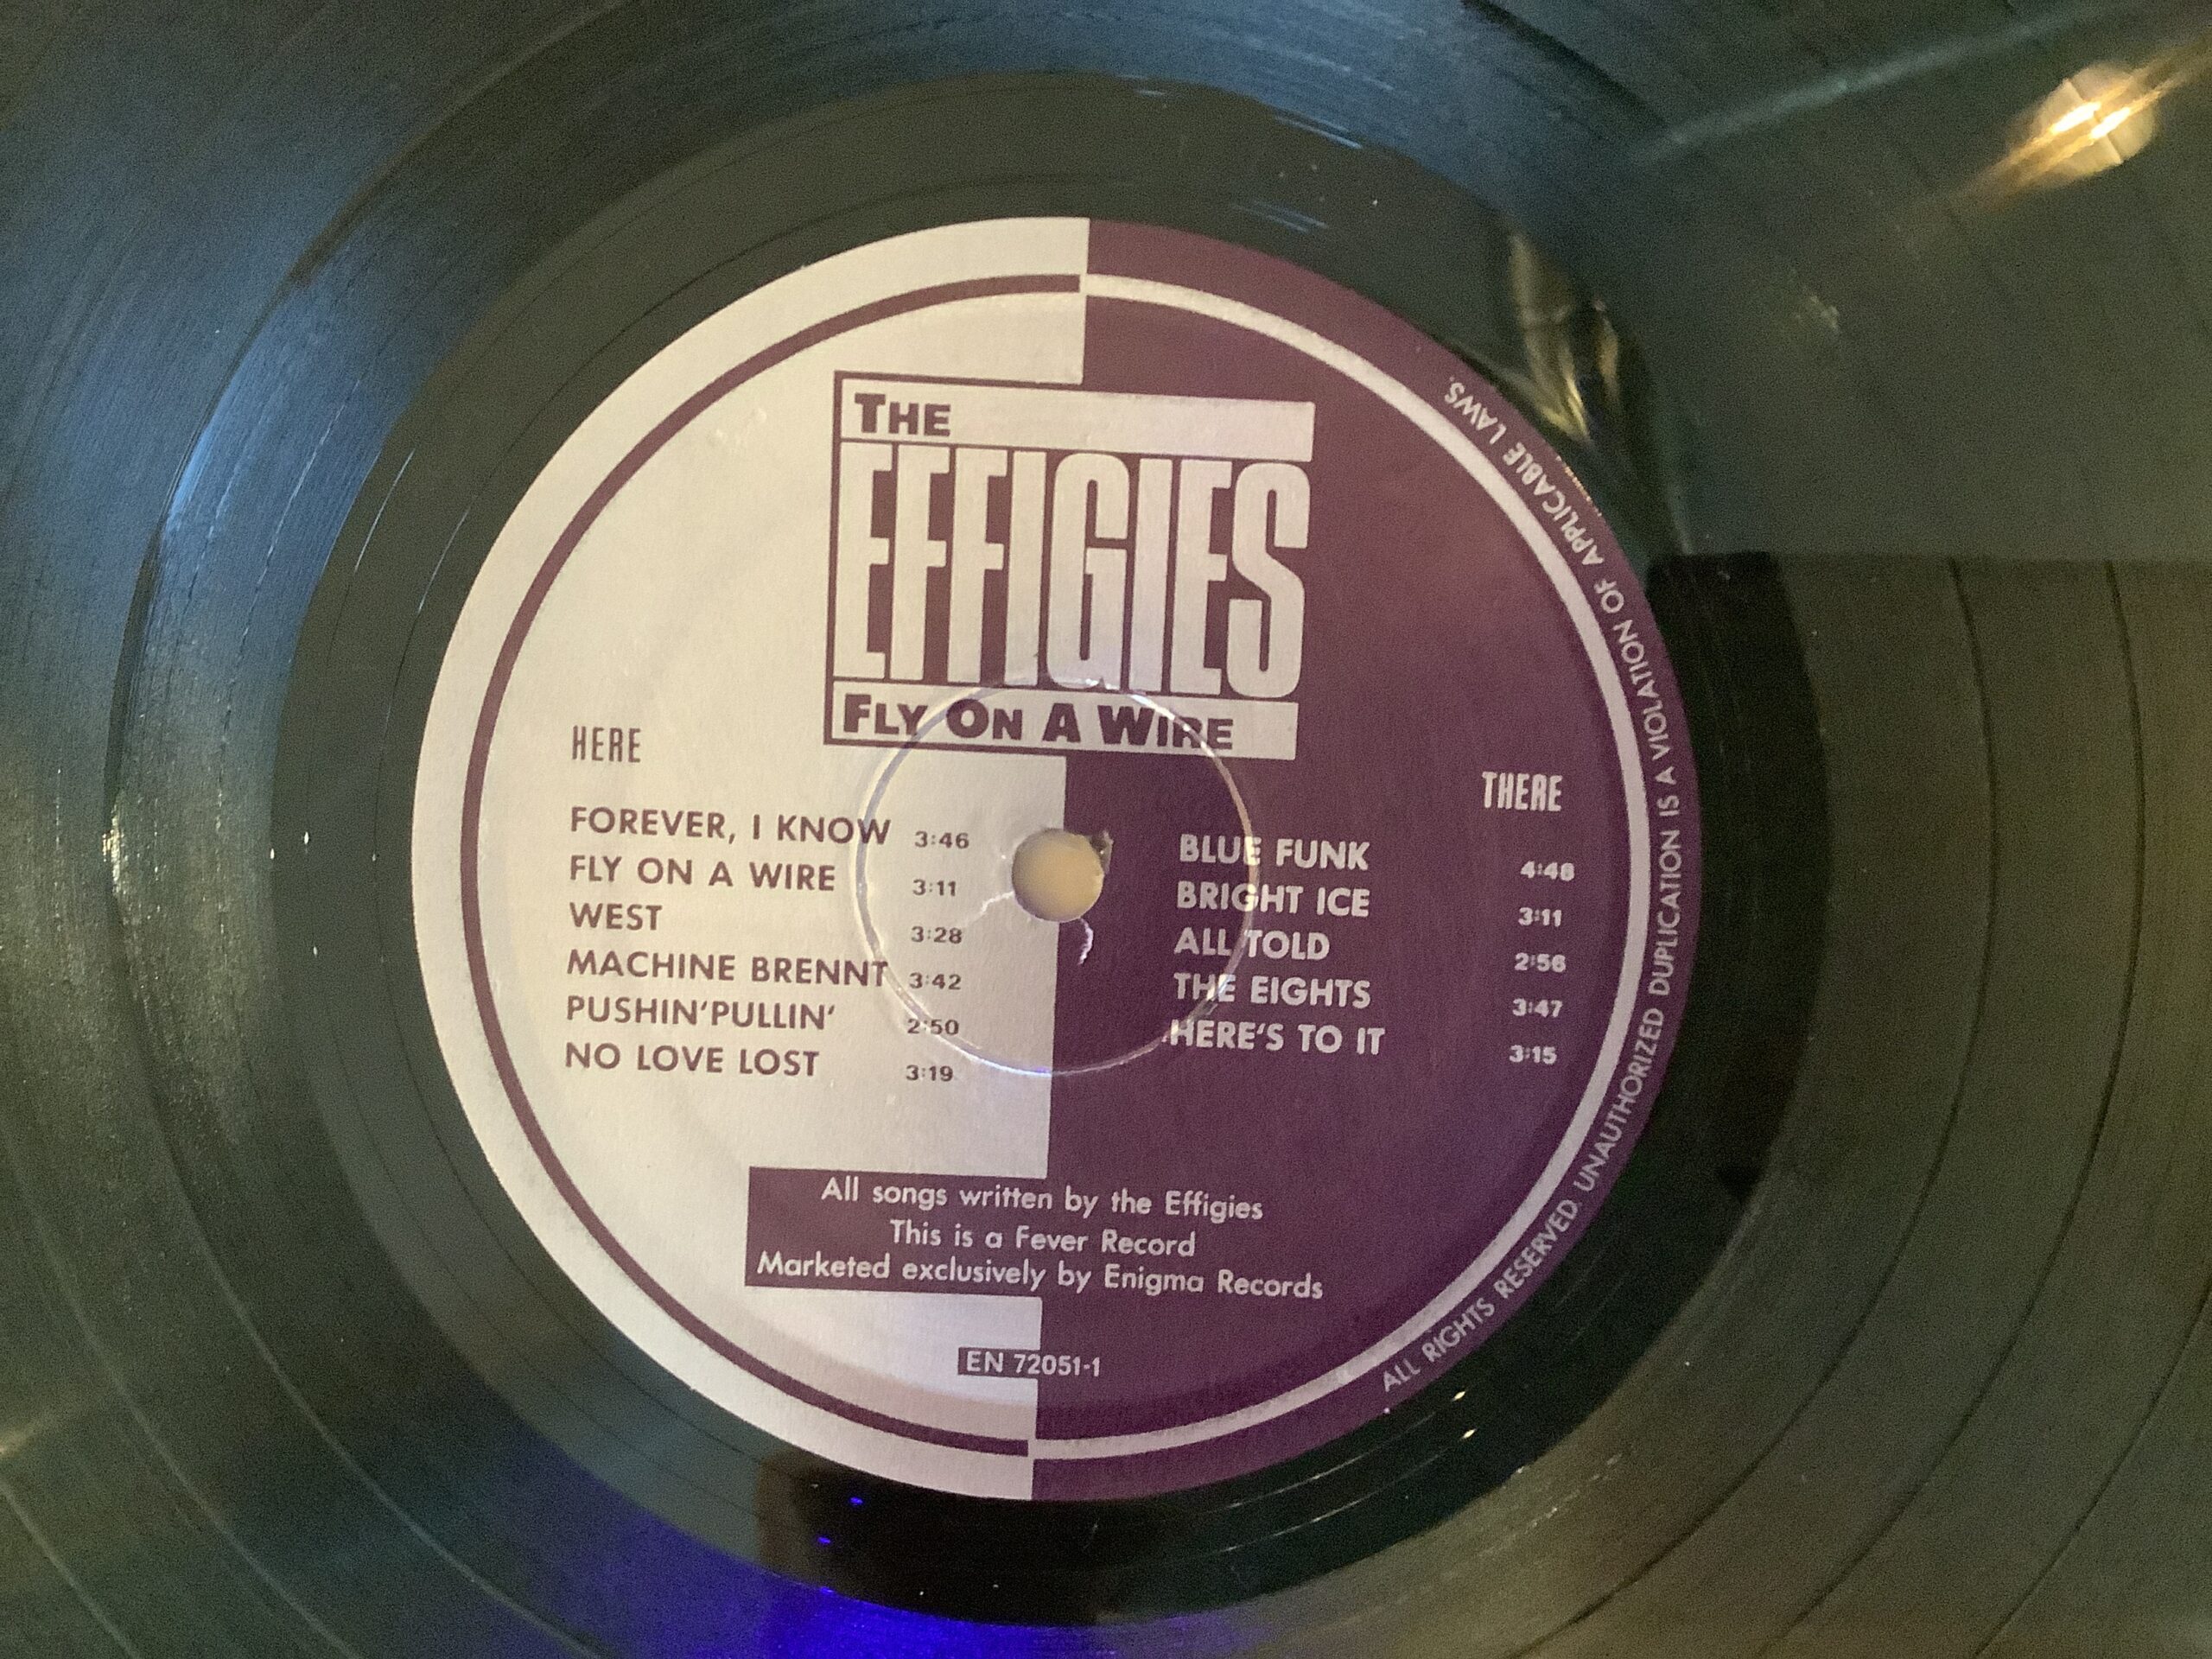 THE
EFFIGIES
FLY ON A WIRE
HERE
FOREVER, I KNOW 3:46
FLY ON A WIRE 3:11
WEST 3:28
MACHINE BRENNT 3:42
PUSHIN'PULLIN' 2:50
NO LOVE LOST 3:19
THERE
BLUE FUNK 4:48
BRIGHT ICE 3:11
ALL TOLD 2:56
THE EIGHTS 3:47
HERE'S TO IT 3:15
All songs written by the Effigies
This is a Fever Record
Marketed exclusively by Enigma Records
EN 72051-1
ALL RIGHTS RESERVED. UNAUTHORIZED DUPLICATION IS A VIOLATION OF APPLICABLE LAWS.